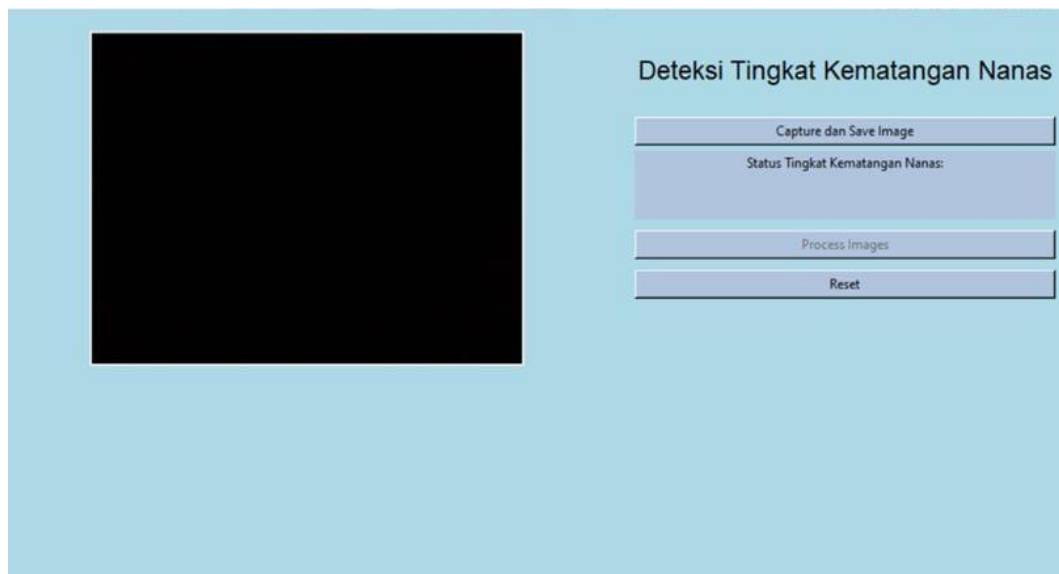 Deteksi Tingkat Kematangan Nanas
Capture dan Save Image
Status Tingkat Kematangan Nanas:
Process Images
Reset